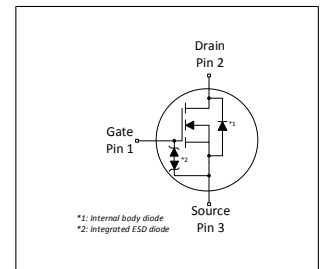 Drain
Pin 2
*1
Gate
Pin 1
*2
Source
Pin 3
*1: Internal body diode
*2: Integrated ESD diode